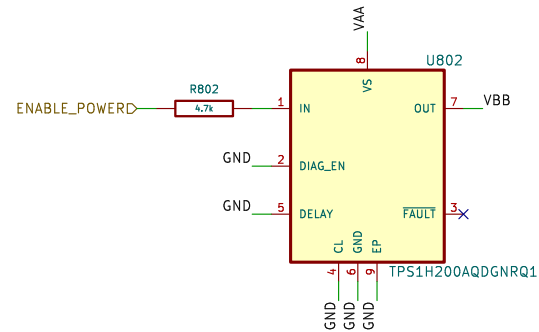 VAA
U802
8
VS
R802
ENABLE_POWER
4.7k
1
IN
OUT
7
VBB
GND
2
DIAG_EN
GND
5
DELAY
FAULT
3
CL
GND
EP
4
6
9
TPS1H200AQDGNRQ1
GND
GND
GND